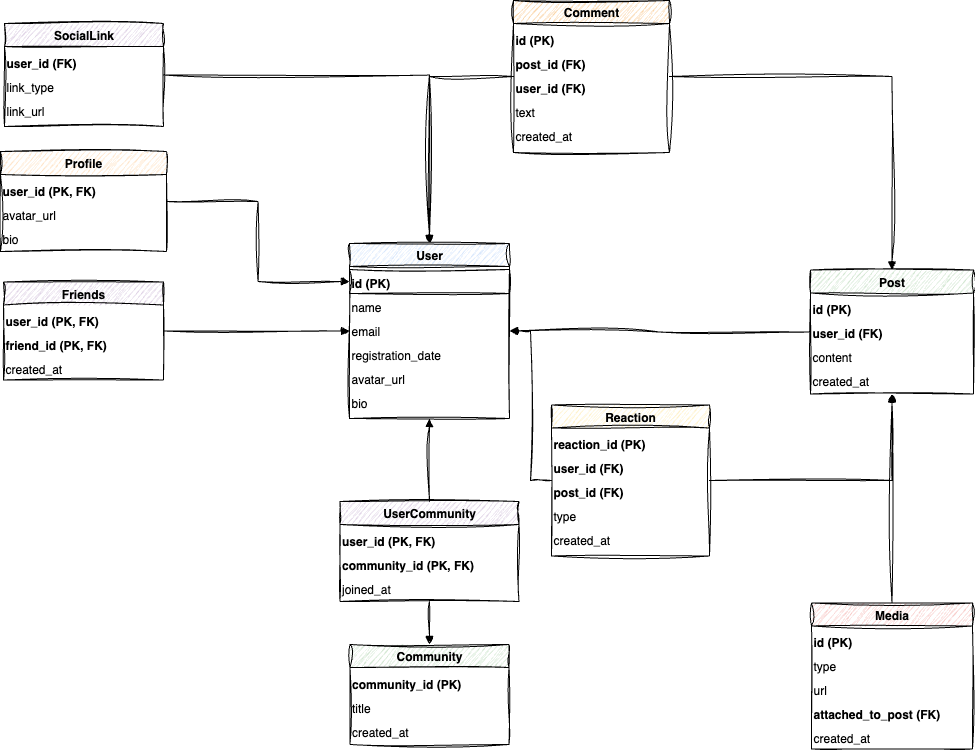 Comment
id (PK)
post_id (FK)
user_id (FK)
text
created_at
SocialLink
user_id (FK)
link_type
link_url
Profile
user_id (PK, FK)
avatar_url
bio
Friends
user_id (PK, FK)
friend_id (PK, FK)
created_at
User
id (PK)
name
email
registration_date
avatar_url
bio
Post
id (PK)
user_id (FK)
content
created_at
Reaction
reaction_id (PK)
user_id (FK)
post_id (FK)
type
created_at
UserCommunity
user_id (PK, FK)
community_id (PK, FK)
joined_at
Community
community_id (PK)
title
created_at
Media
id (PK)
type
url
attached_to_post (FK)
created_at